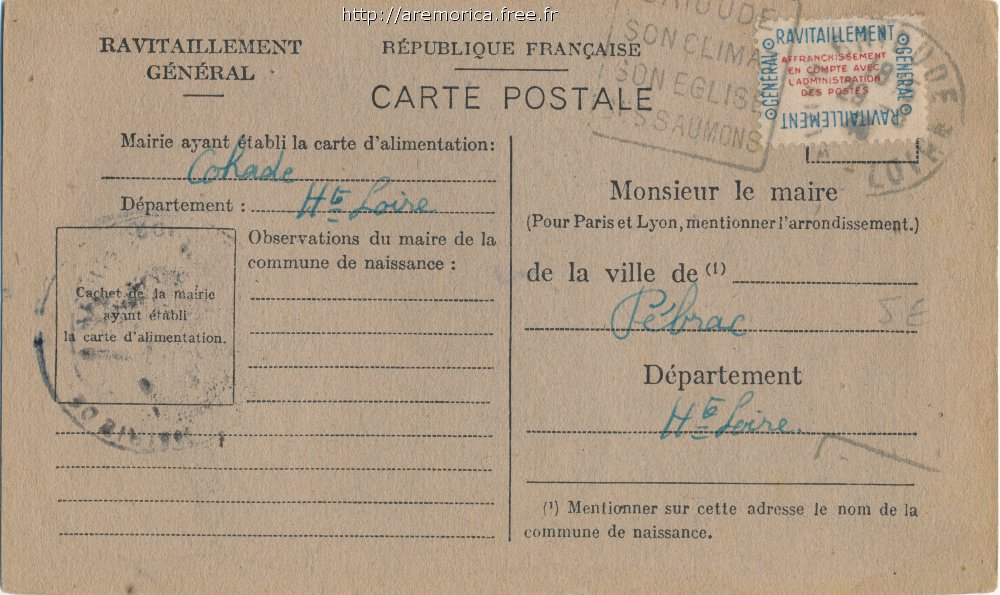 http://aremorica.free.fr
RAVITAILLEMENT
GÉNÉRAL
RÉPUBLIQUE FRANÇAISE
CARTE POSTALE
SON CLIMA
SON EGLISE
SES SAUMONS
RAVITAILLEMENT
GÉNÉRAL
AFFRANCHISSEMENT
EN COMPTE AVEC
L'ADMINISTRATION
DES POSTES
GÉNÉRAL
RAVITAILLEMENT
Mairie ayant établi la carte d'alimentation:
Cohade
Département : Hte Loire
Cachet de la mairie
ayant établi
la carte d'alimentation.
Observations du maire de la
commune de naissance :
Monsieur le maire
(Pour Paris et Lyon, mentionner l'arrondissement.)
de la ville de (1)
Pébrac
5E
Département
Hte Loire.
(1) Mentionner sur cette adresse le nom de la
commune de naissance.